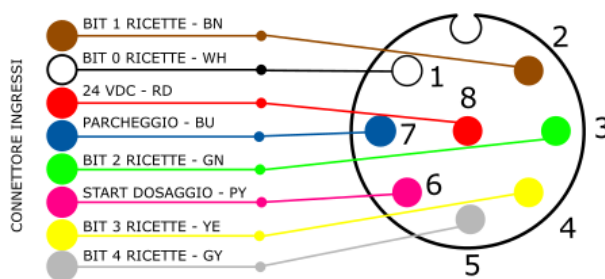 CONNETTORE INGRESSI
BIT 1 RICETTE - BN
BIT 0 RICETTE - WH
24 VDC - RD
PARCHEGGIO - BU
BIT 2 RICETTE - GN
START DOSAGGIO - PY
BIT 3 RICETTE - YE
BIT 4 RICETTE - GY
2
1
8
3
7
6
4
5